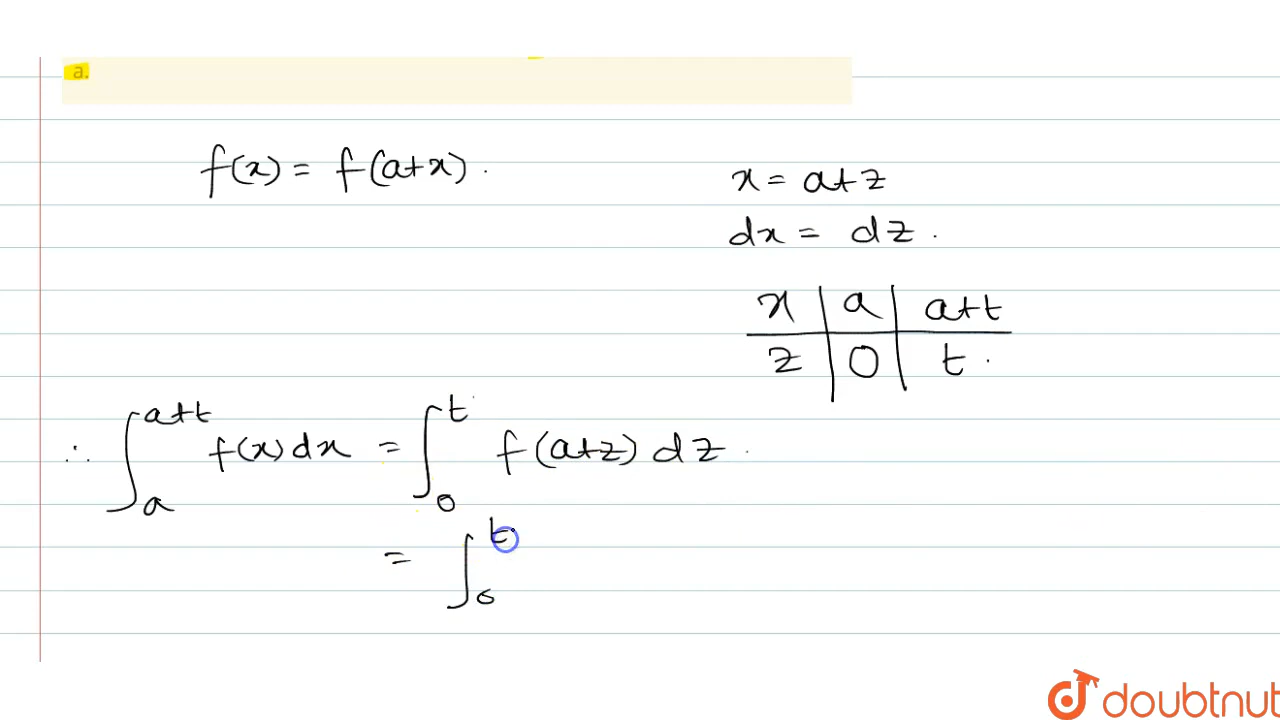 a.
f(x) = f(a+x).
x = a+z
dx = dz.
x | a | a+t
z | 0 | t.
∴ ∫_a^{a+t} f(x)dx = ∫_0^t f(a+z) dz.
= ∫_0^t
doubtnut